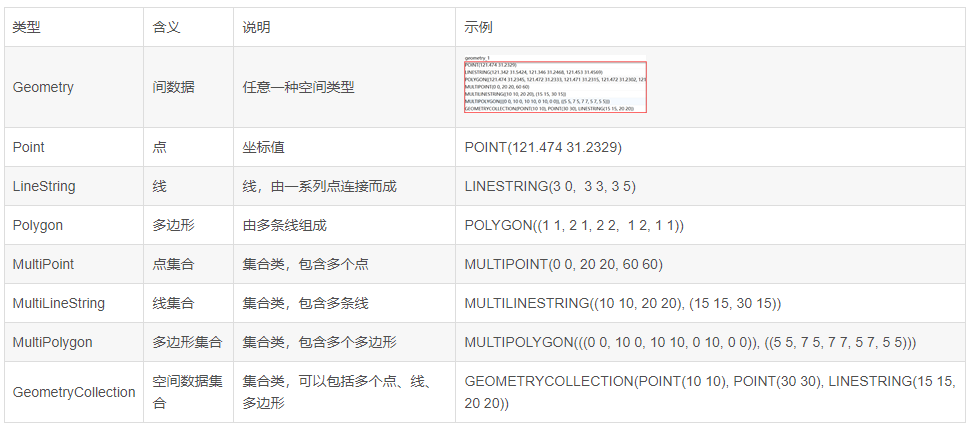 类型 含义 说明 示例
Geometry 间数据 任意一种空间类型
geometry_1
POINT(121.474 31.2329)
LINESTRING(121.342 31.5424, 121.346 31.2468, 121.453 31.4569)
POLYGON((121.474 31.2345, 121.472 31.2333, 121.471 31.2315, 121.472 31.2302, 121
MULTIPOINT(0 0, 20 20, 60 60)
MULTILINESTRING((10 10, 20 20), (15 15, 30 15))
MULTIPOLYGON(((0 0, 10 0, 10 10, 0 10, 0 0)), ((5 5, 7 5, 7 7, 5 7, 5 5)))
GEOMETRYCOLLECTION(POINT(10 10), POINT(30 30), LINESTRING(15 15, 20 20))
Point 点 坐标值 POINT(121.474 31.2329)
LineString 线 线，由一系列点连接而成 LINESTRING(3 0, 3 3, 3 5)
Polygon 多边形 由多条线组成 POLYGON((1 1, 2 1, 2 2, 1 2, 1 1))
MultiPoint 点集合 集合类，包含多个点 MULTIPOINT(0 0, 20 20, 60 60)
MultiLineString 线集合 集合类，包含多条线 MULTILINESTRING((10 10, 20 20), (15 15, 30 15))
MultiPolygon 多边形集合 集合类，包含多个多边形 MULTIPOLYGON(((0 0, 10 0, 10 10, 0 10, 0 0)), ((5 5, 7 5, 7 7, 5 7, 5 5)))
GeometryCollection 空间数据集
合 集合类，可以包括多个点、线、
多边形 GEOMETRYCOLLECTION(POINT(10 10), POINT(30 30), LINESTRING(15 15,
20 20))